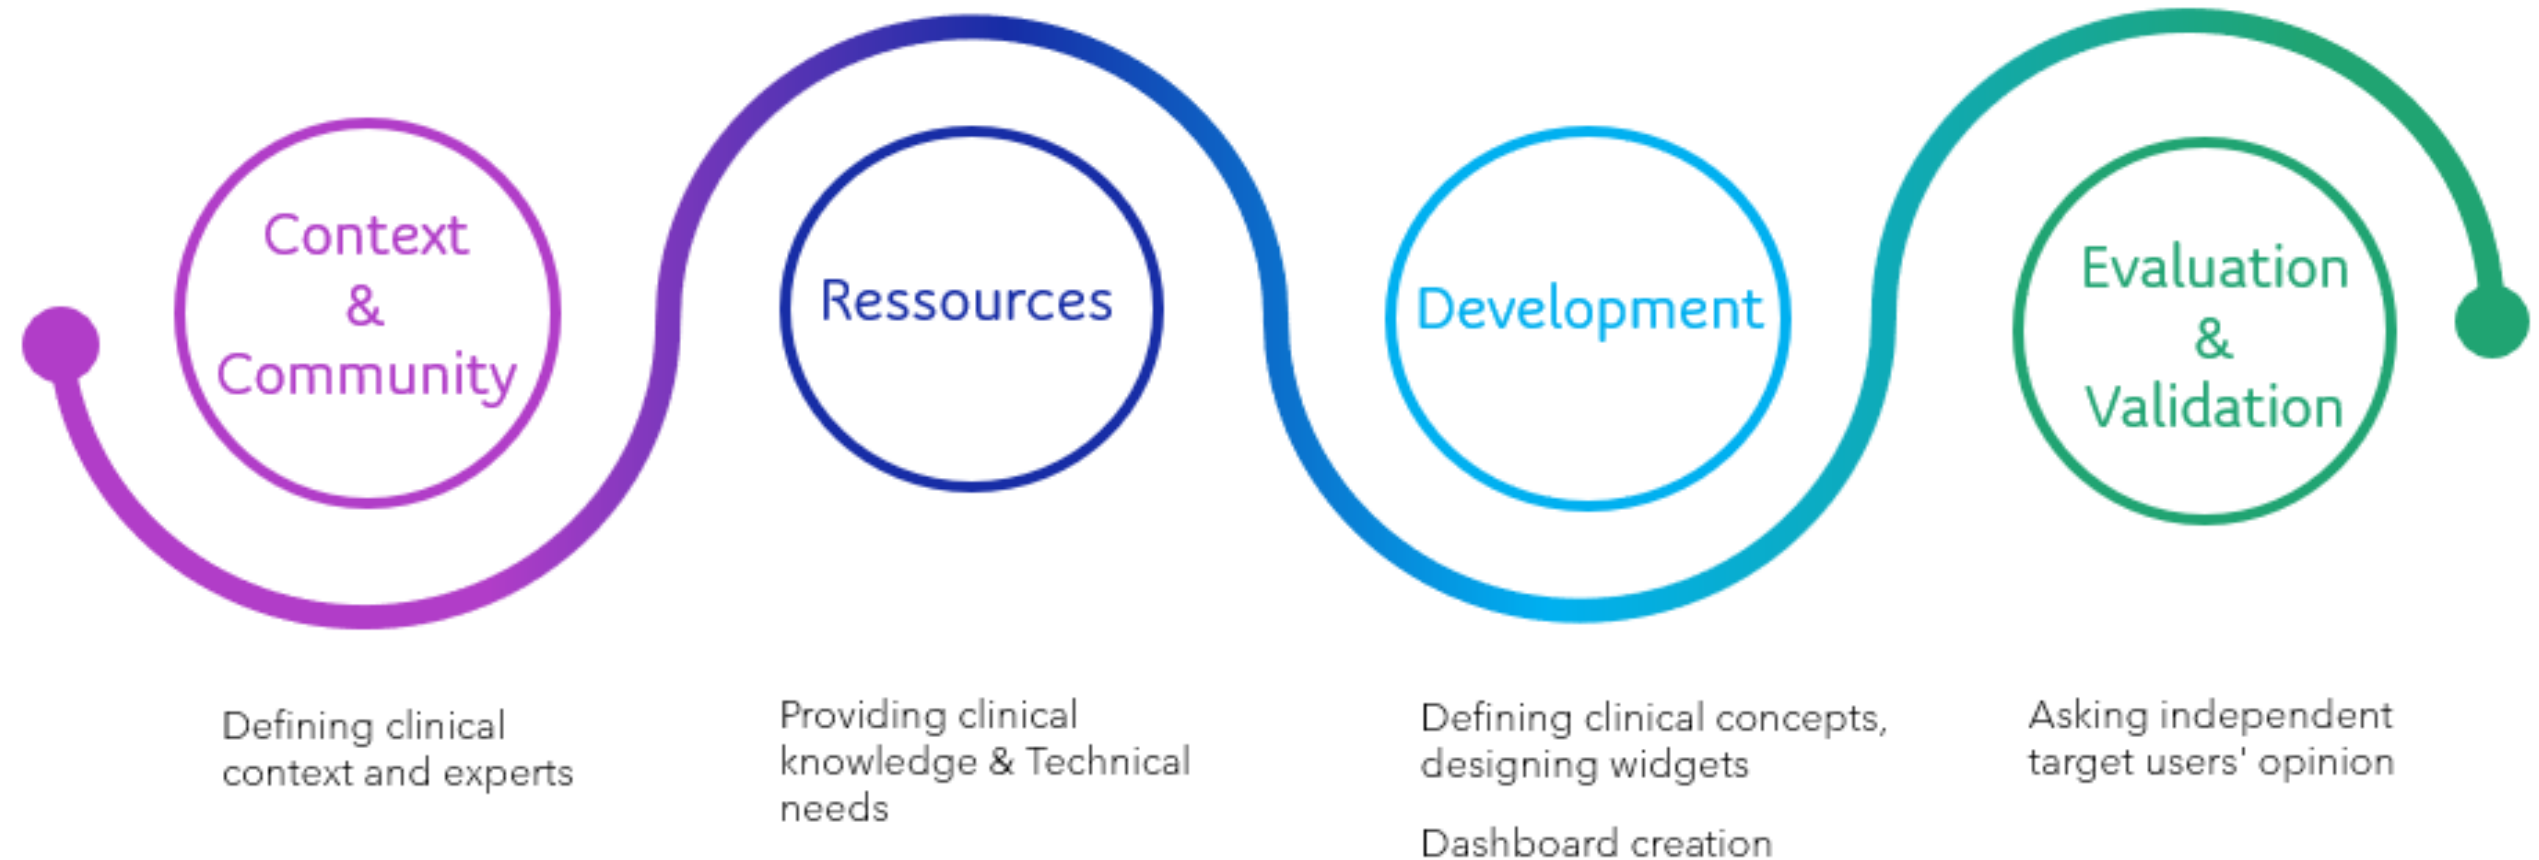 Context
&
Community
Ressources
Development
Evaluation
&
Validation
Defining clinical
context and experts
Providing clinical
knowledge & Technical
needs
Defining clinical concepts,
designing widgets
Dashboard creation
Asking independent
target users' opinion